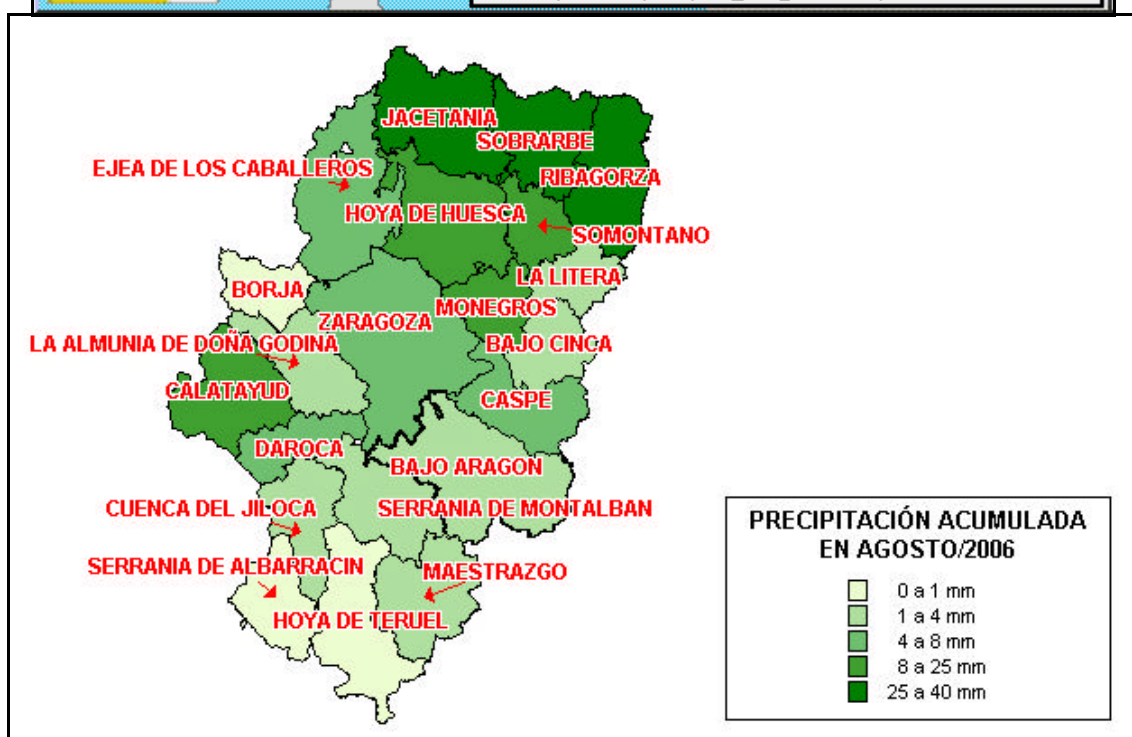 JACETANIA
SOBRARBE
EJEA DE LOS CABALLEROS
RIBAGORZA
HOYA DE HUESCA
SOMONTANO
LA LITERA
BORJA
MONEGROS
ZARAGOZA
LA ALMUNIA DE DOÑA GODINA
BAJO CINCA
CALATAYUD
CASPE
DAROCA
BAJO ARAGON
CUENCA DEL JILOCA
SERRANIA DE MONTALBAN
SERRANIA DE ALBARRACIN
MAESTRAZGO
HOYA DE TERUEL
PRECIPITACIÓN ACUMULADA
EN AGOSTO/2006
0 a 1 mm
1 a 4 mm
4 a 8 mm
8 a 25 mm
25 a 40 mm